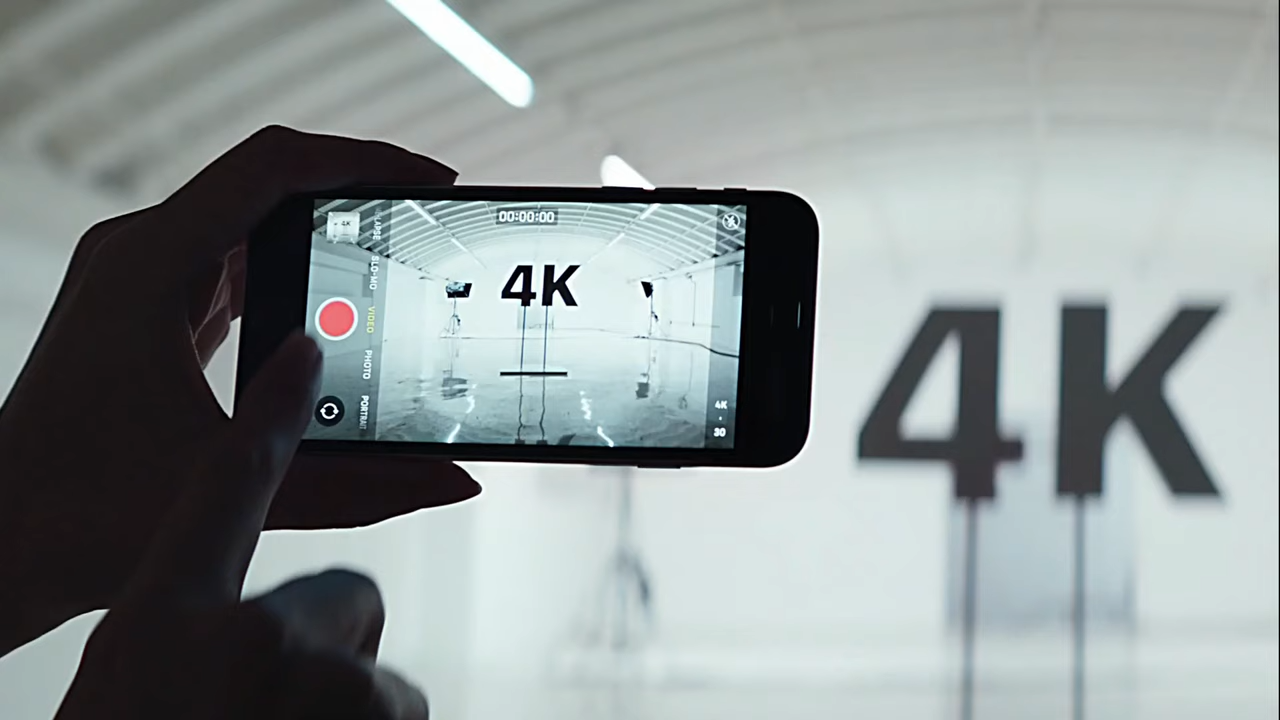 00:00:00
4K
LAPSE
SLO-MO
VIDEO
PHOTO
PORTRAIT
4K
30
4K